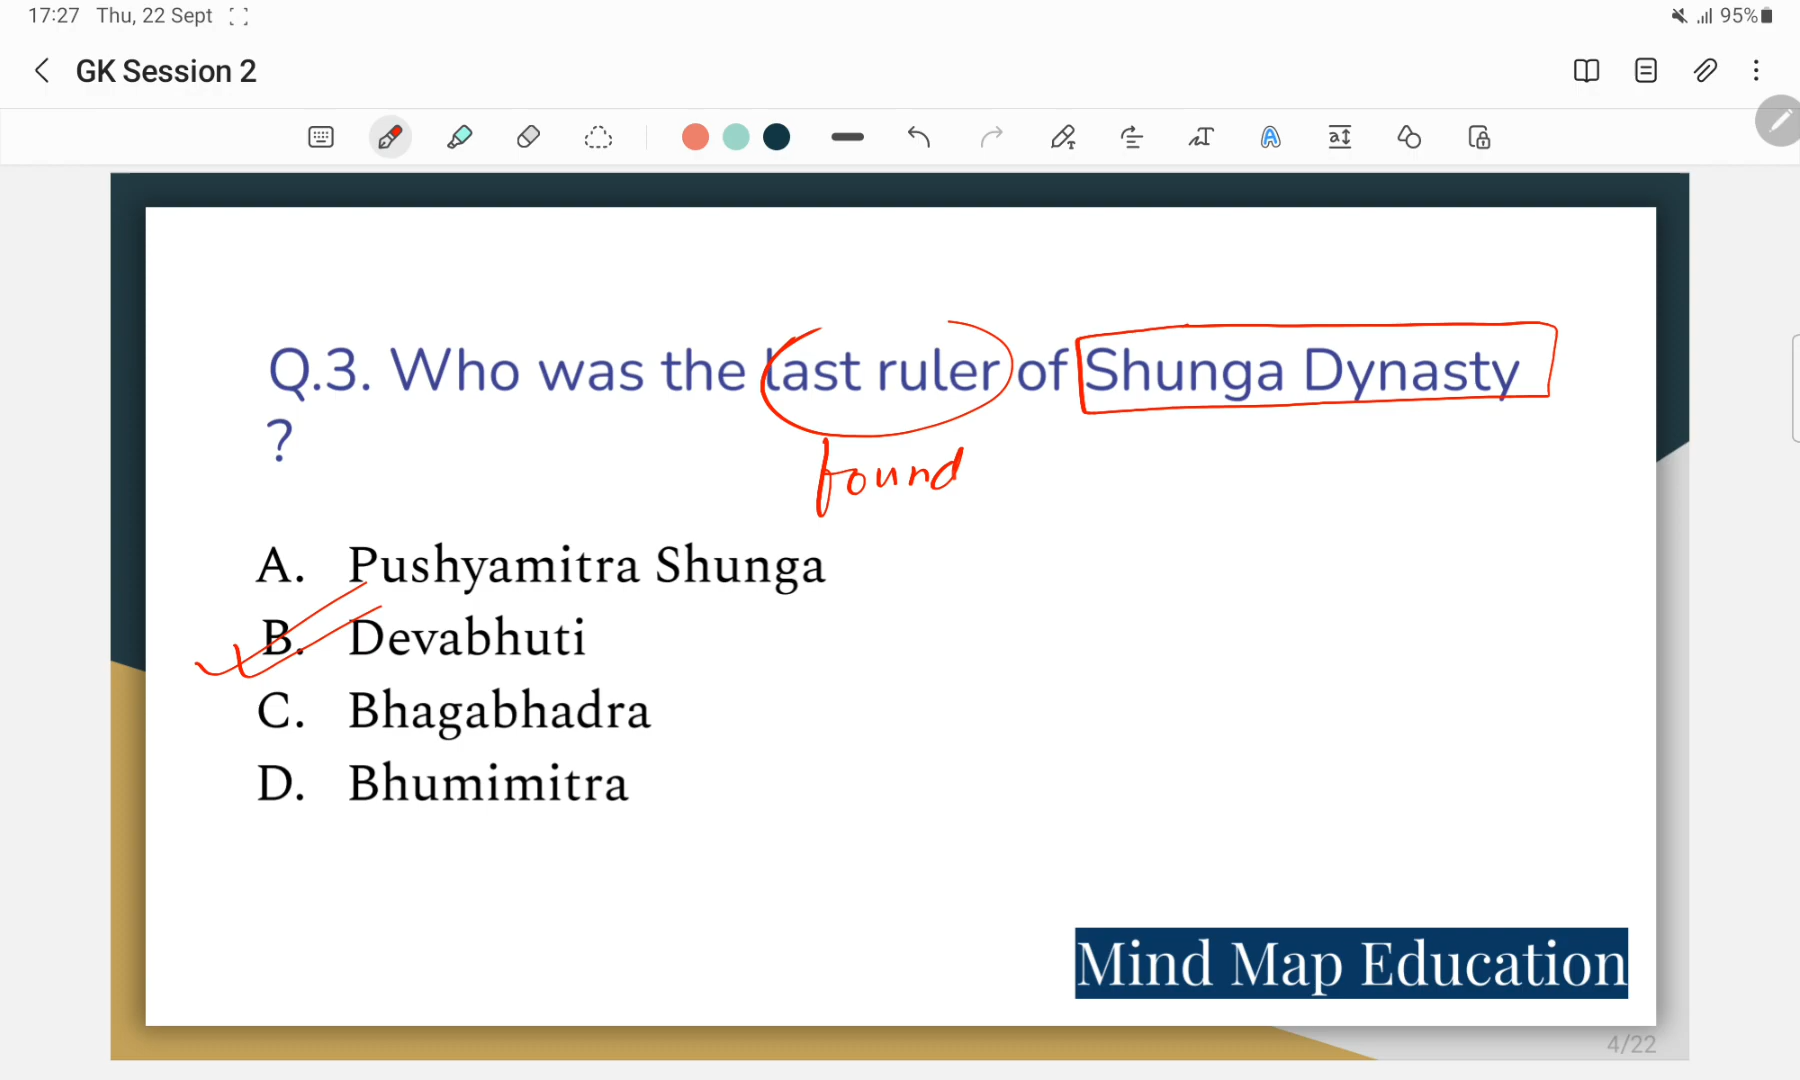 17:27 Thu, 22 Sept
95%
GK Session 2
Q.3. Who was the last ruler of Shunga Dynasty
?
found
A. Pushyamitra Shunga
B. Devabhuti
C. Bhagabhadra
D. Bhumimitra
Mind Map Education
4/22